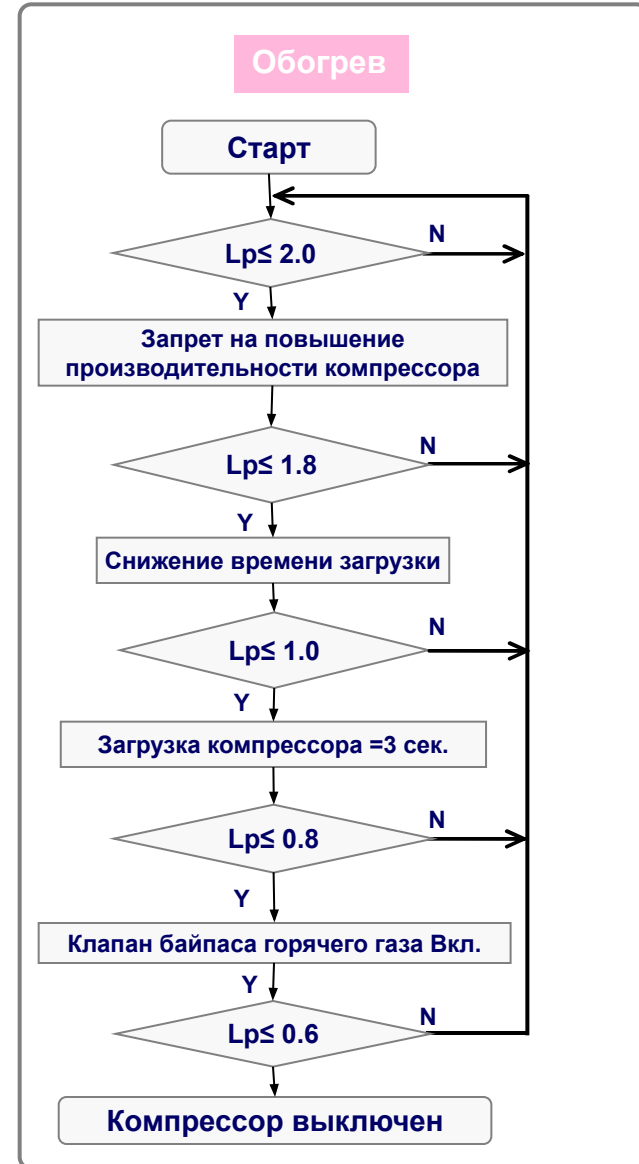 Обогрев
Старт
Lp≤ 2.0
N
Y
Запрет на повышение
производительности компрессора
Lp≤ 1.8
N
Y
Снижение времени загрузки
Lp≤ 1.0
N
Y
Загрузка компрессора =3 сек.
Lp≤ 0.8
N
Y
Клапан байпаса горячего газа Вкл.
Y
Lp≤ 0.6
N
Компрессор выключен